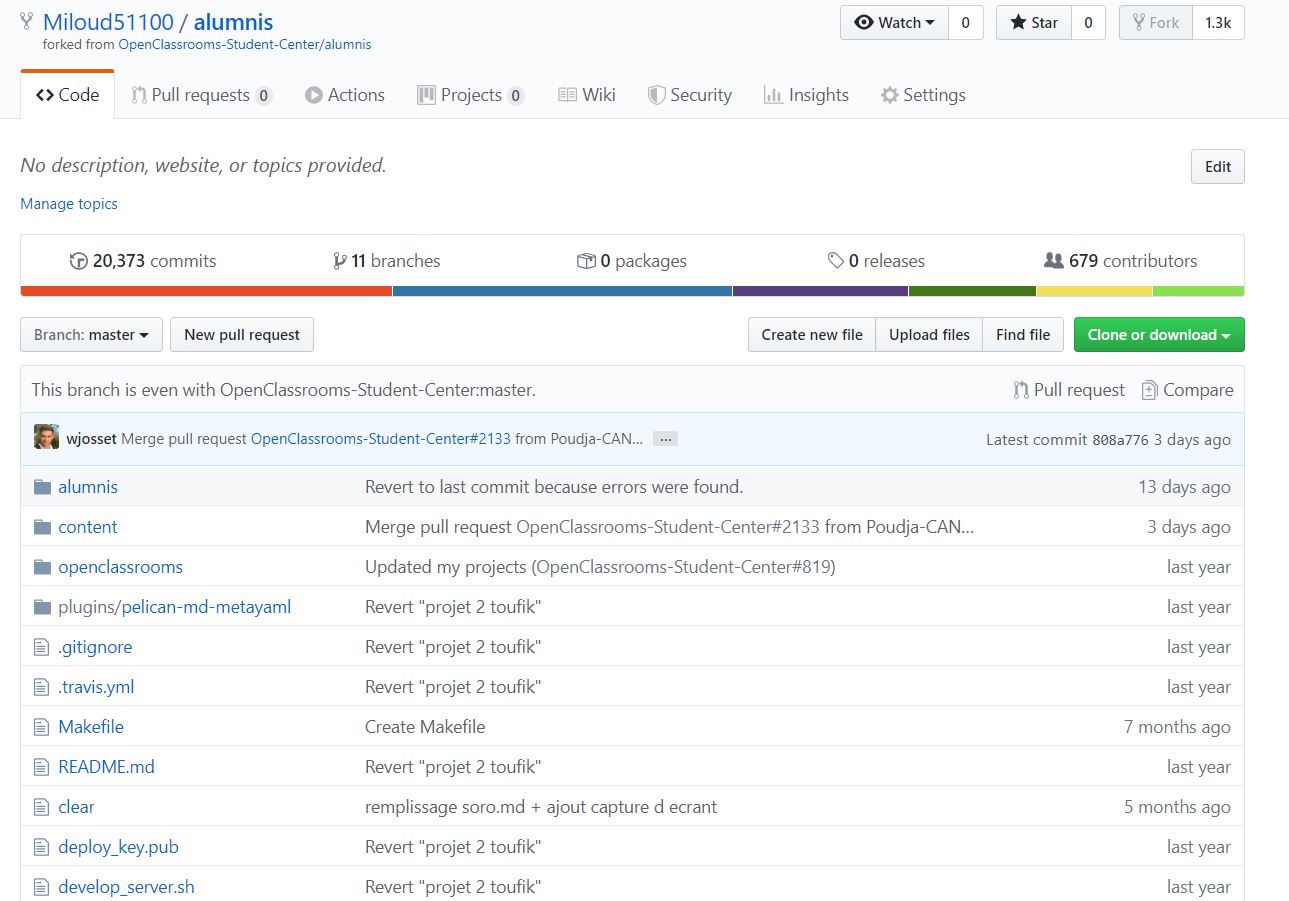 Miloud51100 / alumnis
Watch 0 Star 0 Fork 1.3k
forked from OpenClassrooms-Student-Center/alumnis
Code Pull requests 0 Actions Projects 0 Wiki Security Insights Settings
No description, website, or topics provided.
Edit
Manage topics
20,373 commits 11 branches 0 packages 0 releases 679 contributors
Branch: master New pull request Create new file Upload files Find file Clone or download
This branch is even with OpenClassrooms-Student-Center:master. Pull request Compare
wjosset Merge pull request OpenClassrooms-Student-Center#2133 from Poudja-CAN... ... Latest commit 808a776 3 days ago
alumnis Revert to last commit because errors were found. 13 days ago
content Merge pull request OpenClassrooms-Student-Center#2133 from Poudja-CAN... 3 days ago
openclassrooms Updated my projects (OpenClassrooms-Student-Center#819) last year
plugins/pelican-md-metayaml Revert "projet 2 toufik" last year
.gitignore Revert "projet 2 toufik" last year
.travis.yml Revert "projet 2 toufik" last year
Makefile Create Makefile 7 months ago
README.md Revert "projet 2 toufik" last year
clear remplissage soro.md + ajout capture d ecrant 5 months ago
deploy_key.pub Revert "projet 2 toufik" last year
develop_server.sh Revert "projet 2 toufik" last year